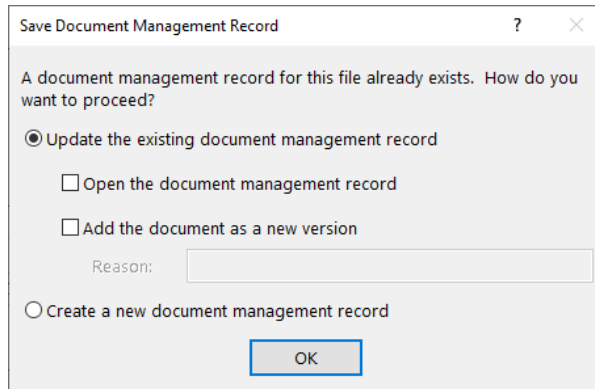 Save Document Management Record ?
A document management record for this file already exists.  How do you
want to proceed?
Update the existing document management record
Open the document management record
Add the document as a new version
Reason:
Create a new document management record
OK